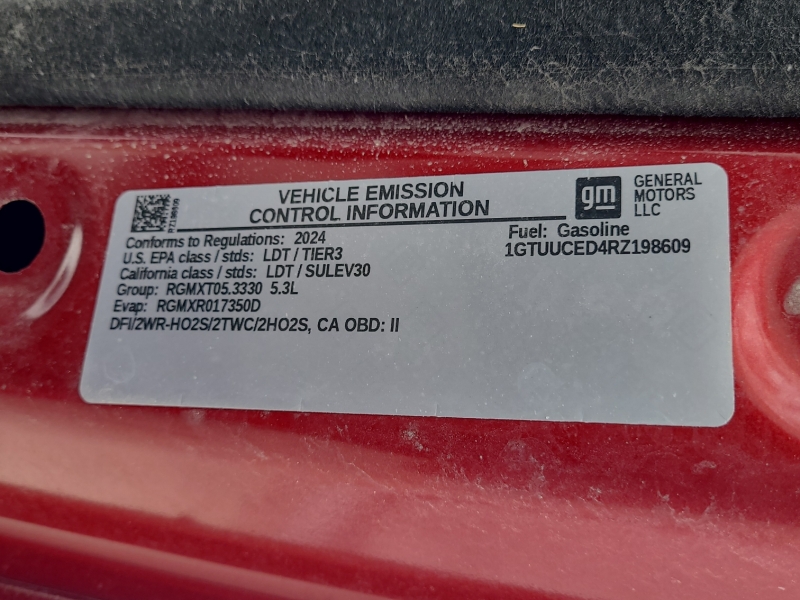 VEHICLE EMISSION
CONTROL INFORMATION
gm
GENERAL
MOTORS
LLC
RZ198609
Conforms to Regulations: 2024
U.S. EPA class / stds: LDT / TIER3
California class / stds: LDT / SULEV30
Group: RGMXT05.3330 5.3L
Evap: RGMXR017350D
DFI/2WR-HO2S/2TWC/2HO2S, CA OBD: II
Fuel: Gasoline
1GTUUCED4RZ198609